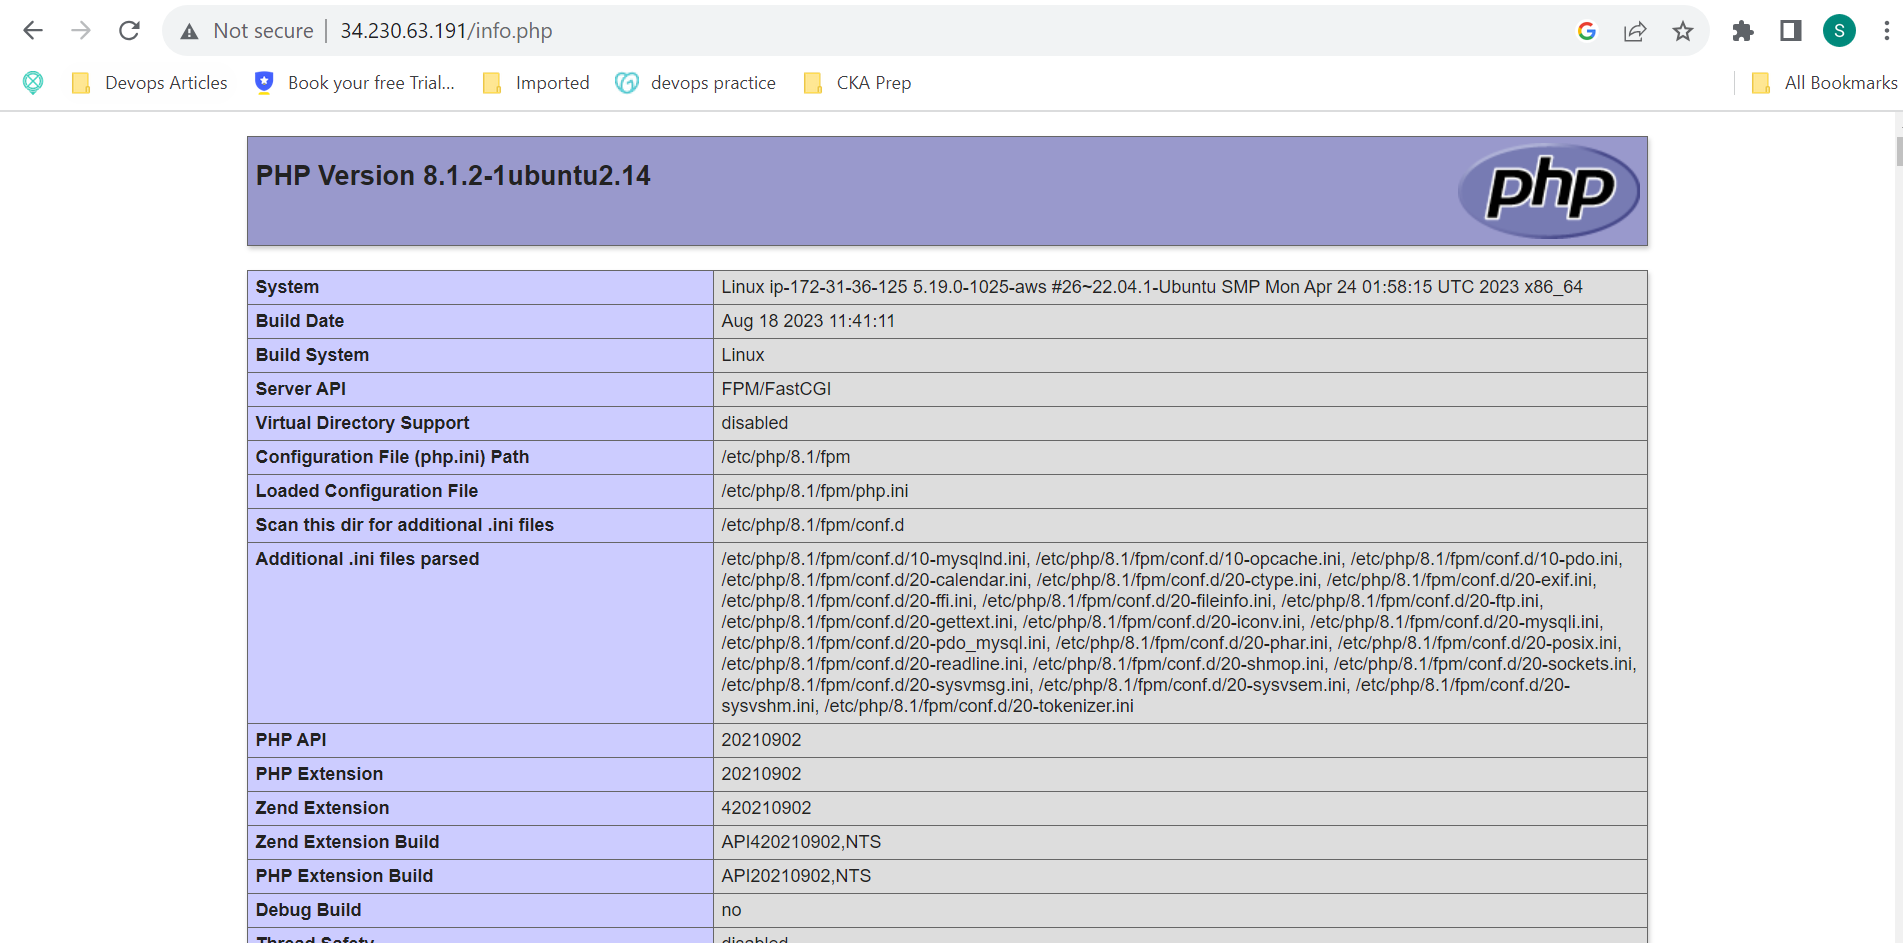 Not secure | 34.230.63.191/info.php
S
Devops Articles Book your free Trial... Imported devops practice CKA Prep All Bookmarks
PHP Version 8.1.2-1ubuntu2.14 php
System Linux ip-172-31-36-125 5.19.0-1025-aws #26~22.04.1-Ubuntu SMP Mon Apr 24 01:58:15 UTC 2023 x86_64
Build Date Aug 18 2023 11:41:11
Build System Linux
Server API FPM/FastCGI
Virtual Directory Support disabled
Configuration File (php.ini) Path /etc/php/8.1/fpm
Loaded Configuration File /etc/php/8.1/fpm/php.ini
Scan this dir for additional .ini files /etc/php/8.1/fpm/conf.d
Additional .ini files parsed /etc/php/8.1/fpm/conf.d/10-mysqlnd.ini, /etc/php/8.1/fpm/conf.d/10-opcache.ini, /etc/php/8.1/fpm/conf.d/10-pdo.ini,
/etc/php/8.1/fpm/conf.d/20-calendar.ini, /etc/php/8.1/fpm/conf.d/20-ctype.ini, /etc/php/8.1/fpm/conf.d/20-exif.ini,
/etc/php/8.1/fpm/conf.d/20-ffi.ini, /etc/php/8.1/fpm/conf.d/20-fileinfo.ini, /etc/php/8.1/fpm/conf.d/20-ftp.ini,
/etc/php/8.1/fpm/conf.d/20-gettext.ini, /etc/php/8.1/fpm/conf.d/20-iconv.ini, /etc/php/8.1/fpm/conf.d/20-mysqli.ini,
/etc/php/8.1/fpm/conf.d/20-pdo_mysql.ini, /etc/php/8.1/fpm/conf.d/20-phar.ini, /etc/php/8.1/fpm/conf.d/20-posix.ini,
/etc/php/8.1/fpm/conf.d/20-readline.ini, /etc/php/8.1/fpm/conf.d/20-shmop.ini, /etc/php/8.1/fpm/conf.d/20-sockets.ini,
/etc/php/8.1/fpm/conf.d/20-sysvmsg.ini, /etc/php/8.1/fpm/conf.d/20-sysvsem.ini, /etc/php/8.1/fpm/conf.d/20-
sysvshm.ini, /etc/php/8.1/fpm/conf.d/20-tokenizer.ini
PHP API 20210902
PHP Extension 20210902
Zend Extension 420210902
Zend Extension Build API420210902,NTS
PHP Extension Build API20210902,NTS
Debug Build no
Thread Safety disabled